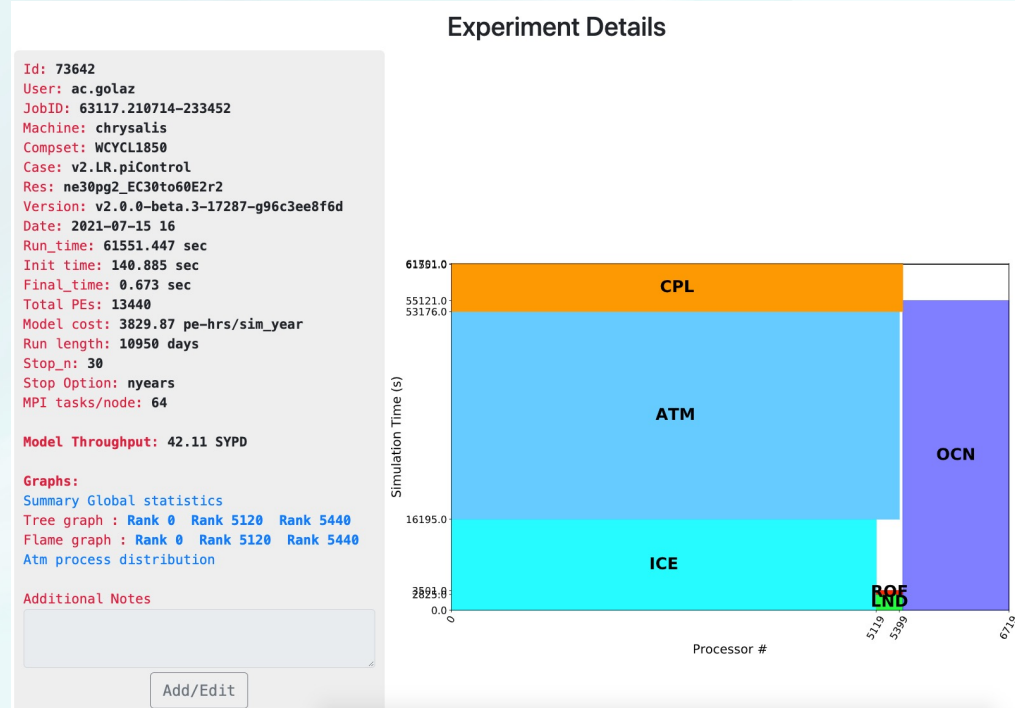 Experiment Details
Id: 73642
User: ac.golaz
JobID: 63117.210714-233452
Machine: chrysalis
Compset: WCYCL1850
Case: v2.LR.piControl
Res: ne30pg2_EC30to60E2r2
Version: v2.0.0-beta.3-17287-g96c3ee8f6d
Date: 2021-07-15 16
Run_time: 61551.447 sec
Init time: 140.885 sec
Final_time: 0.673 sec
Total PEs: 13440
Model cost: 3829.87 pe-hrs/sim_year
Run length: 10950 days
Stop_n: 30
Stop Option: nyears
MPI tasks/node: 64
Model Throughput: 42.11 SYPD
Graphs:
Summary Global statistics
Tree graph : Rank 0 Rank 5120 Rank 5440
Flame graph : Rank 0 Rank 5120 Rank 5440
Atm process distribution
Additional Notes
Add/Edit
Simulation Time (s)
55121.0
53176.0
16195.0
0.0
CPL
ATM
OCN
ICE
ROF
LND
0
5119
5399
6719
Processor #